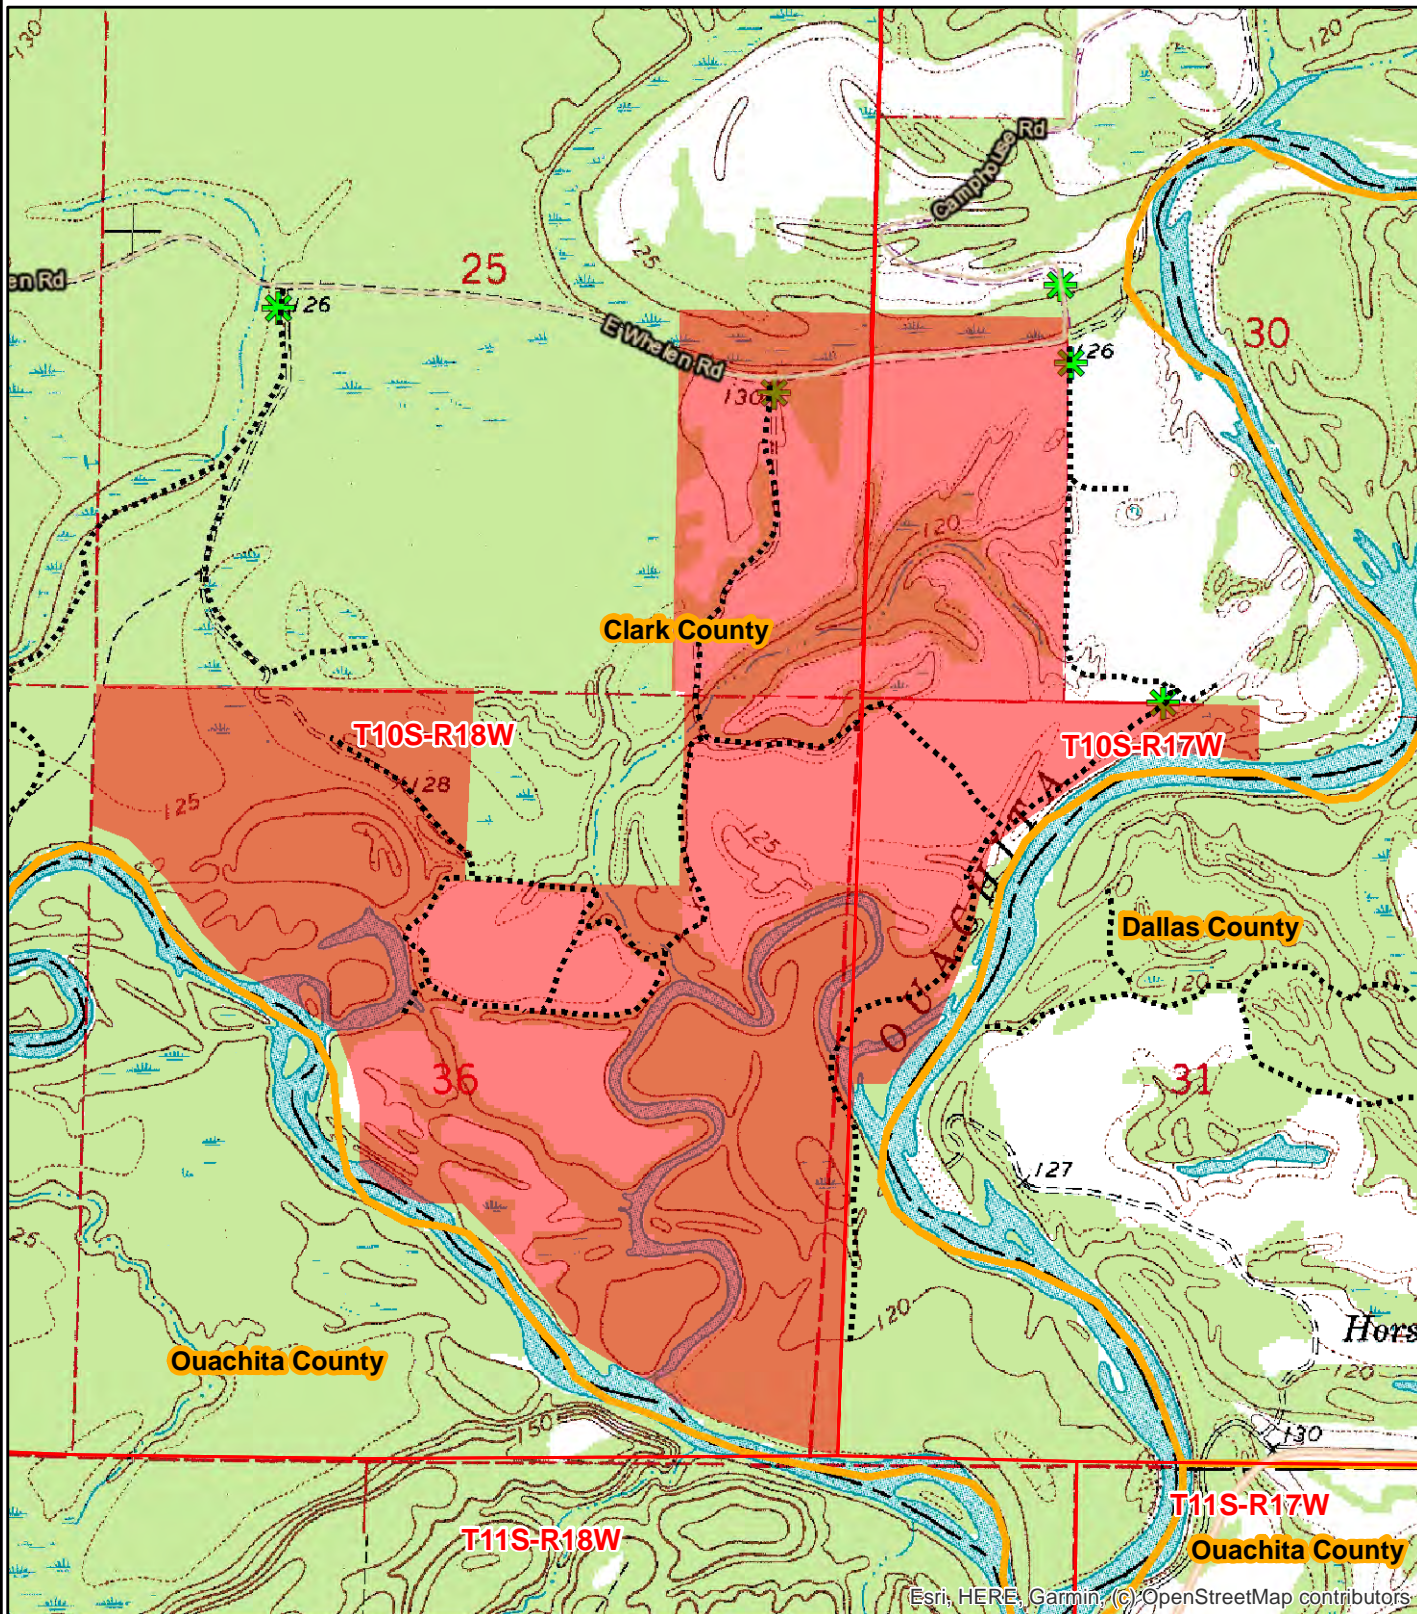 130
120
Camphouse Rd
125
25
en Rd
126
E Whelen Rd
30
126
130
120
Clark County
T10S-R18W
T10S-R17W
128
125
125
OUACHITA
Dallas County
120
36
31
127
25
120
Hors
Ouachita County
120
150
130
T11S-R17W
T11S-R18W
Ouachita County
Esri, HERE, Garmin, (c) OpenStreetMap contributors